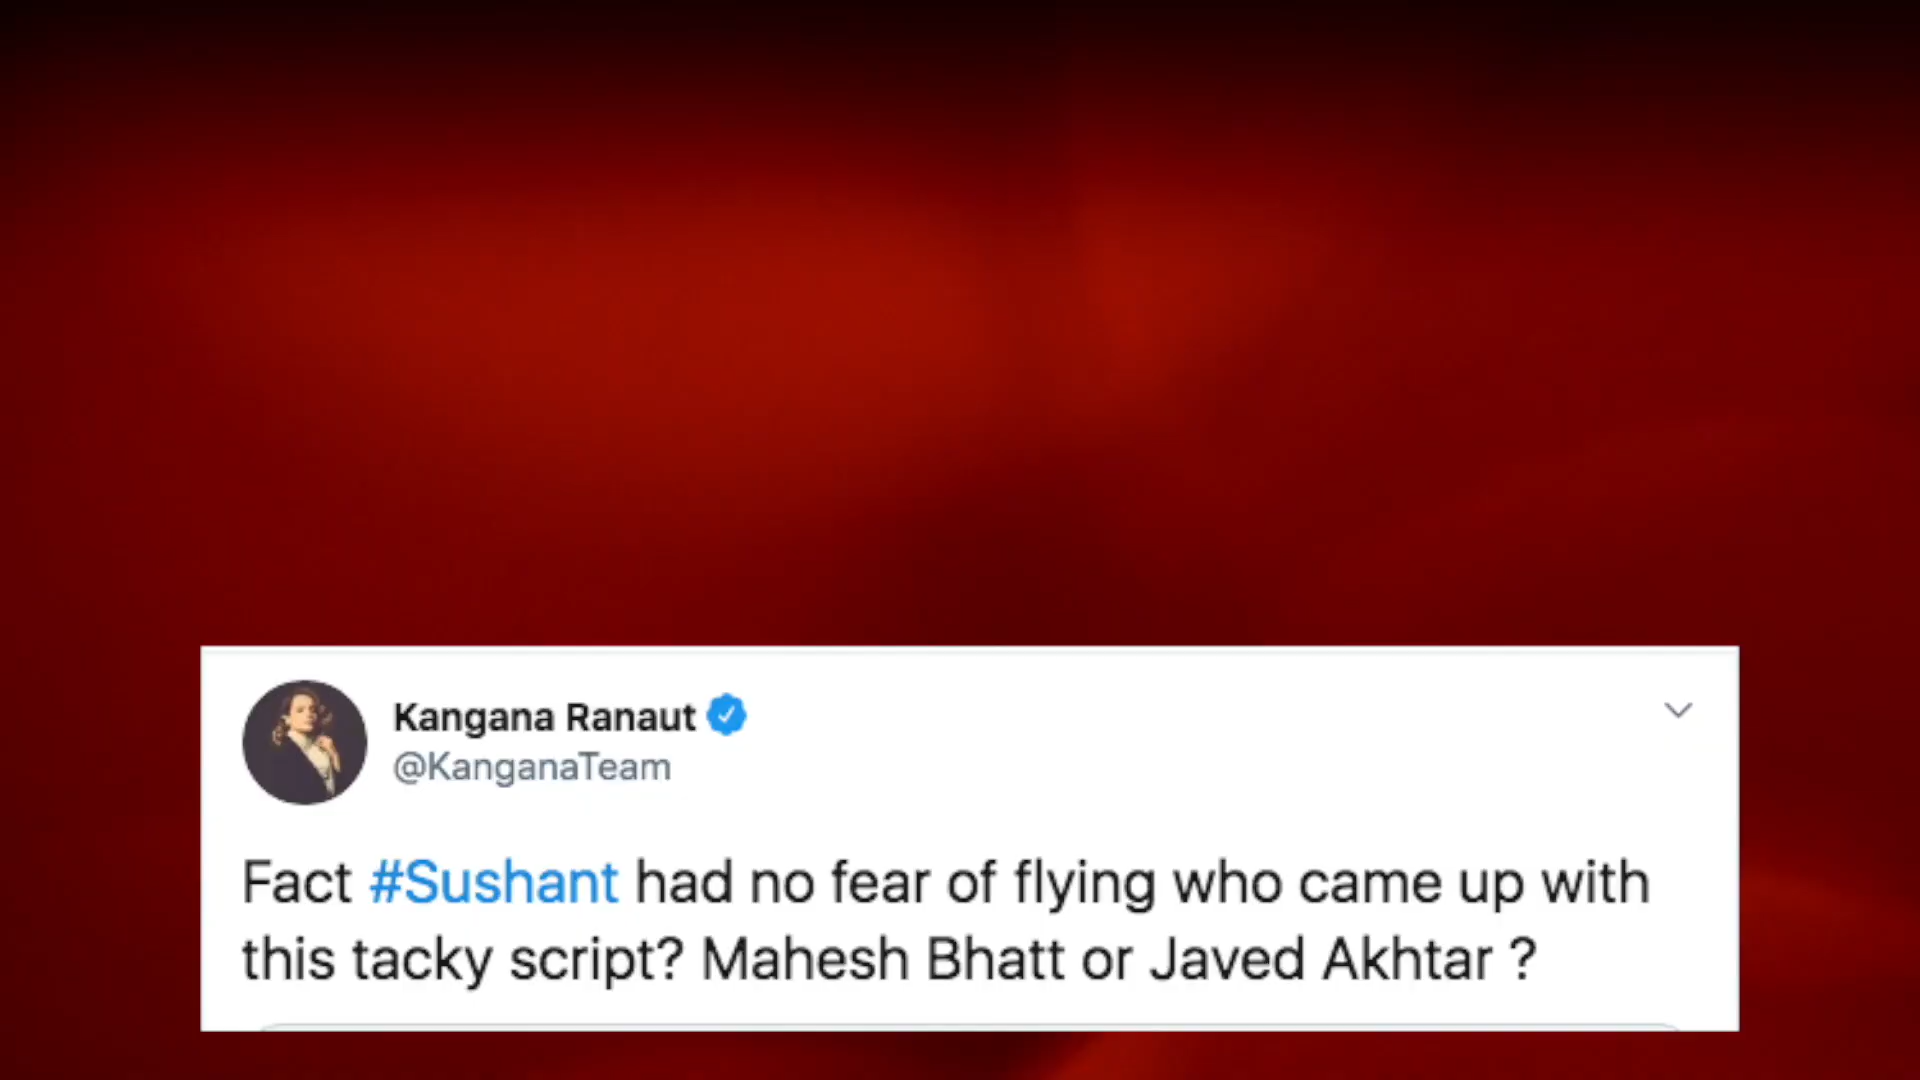 Kangana Ranaut
@KanganaTeam
Fact #Sushant had no fear of flying who came up with
this tacky script? Mahesh Bhatt or Javed Akhtar ?